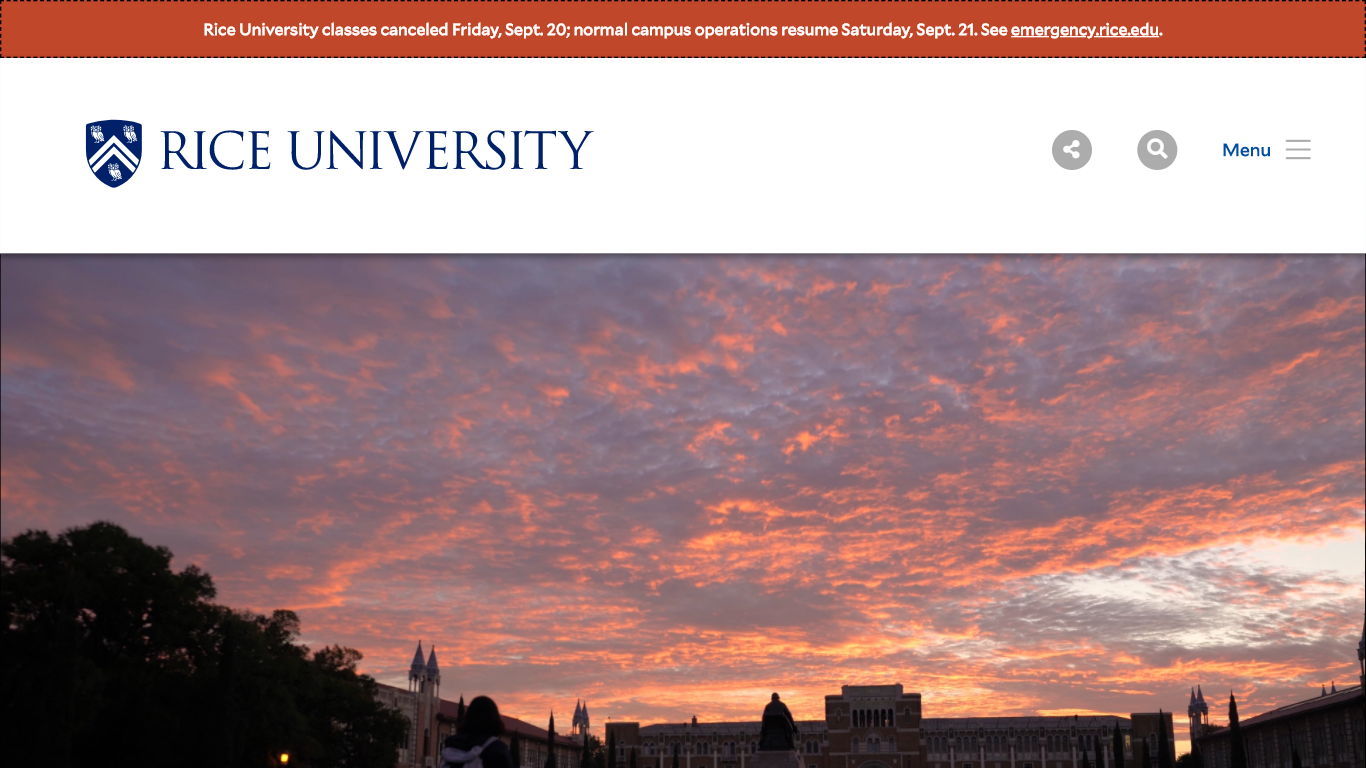 Rice University classes canceled Friday, Sept. 20; normal campus operations resume Saturday, Sept. 21. See emergency.rice.edu.
RICE UNIVERSITY
Menu